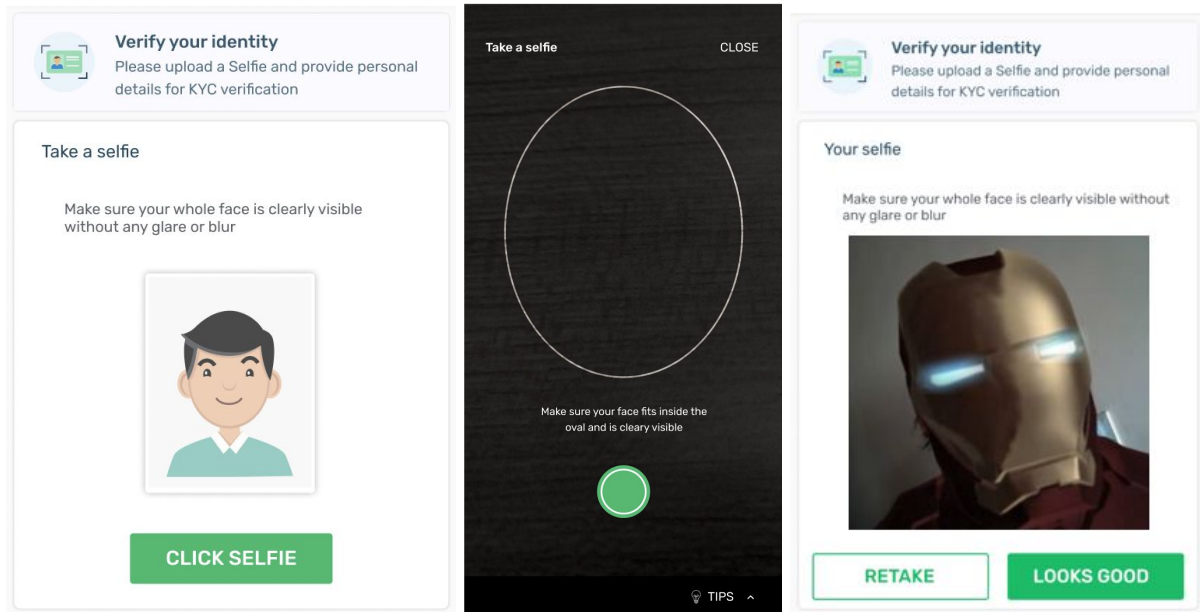 Verify your identity
Please upload a Selfie and provide personal
details for KYC verification
Take a selfie
Make sure your whole face is clearly visible
without any glare or blur
CLICK SELFIE
Take a selfie
CLOSE
Make sure your face fits inside the
oval and is cleary visible
TIPS
Verify your identity
Please upload a Selfie and provide personal
details for KYC verification
Your selfie
Make sure your whole face is clearly visible without
any glare or blur
RETAKE
LOOKS GOOD